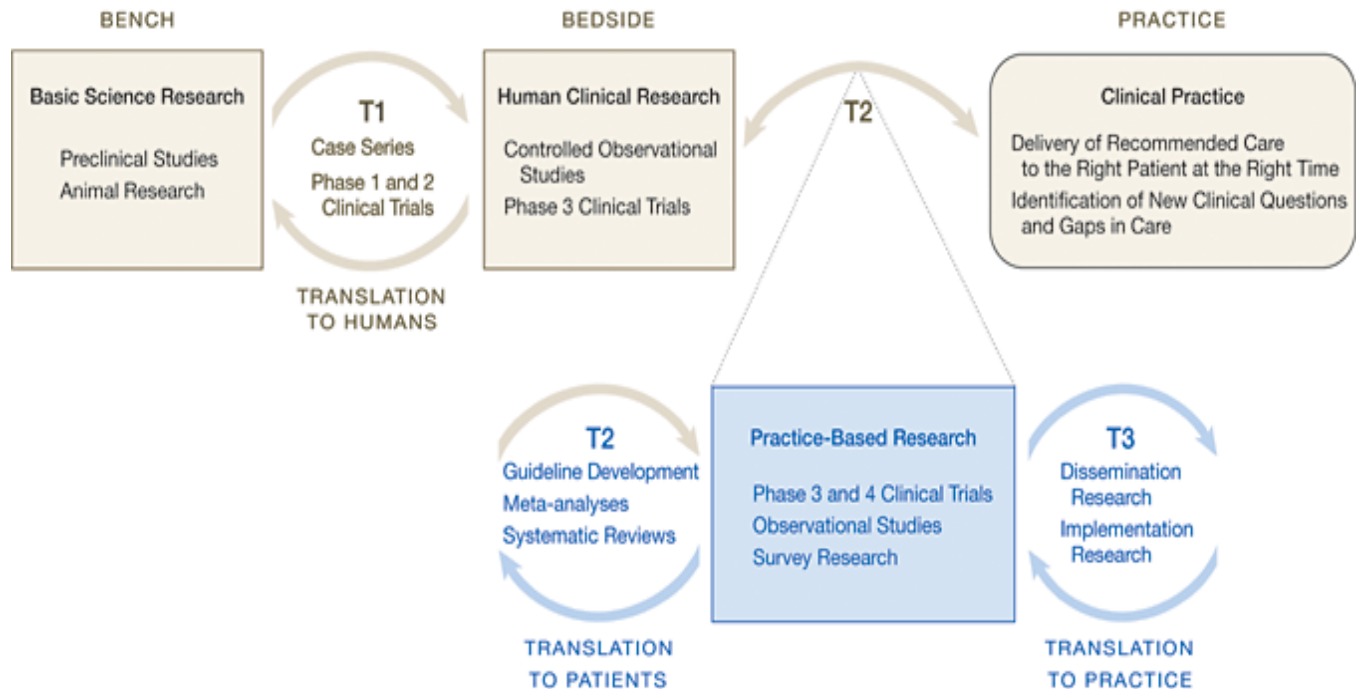 BENCH
BEDSIDE
PRACTICE
Basic Science Research
Preclinical Studies
Animal Research
T1
Case Series
Phase 1 and 2
Clinical Trials
TRANSLATION
TO HUMANS
Human Clinical Research
Controlled Observational
Studies
Phase 3 Clinical Trials
T2
Clinical Practice
Delivery of Recommended Care
to the Right Patient at the Right Time
Identification of New Clinical Questions
and Gaps in Care
T2
Guideline Development
Meta-analyses
Systematic Reviews
TRANSLATION
TO PATIENTS
Practice-Based Research
Phase 3 and 4 Clinical Trials
Observational Studies
Survey Research
T3
Dissemination
Research
Implementation
Research
TRANSLATION
TO PRACTICE